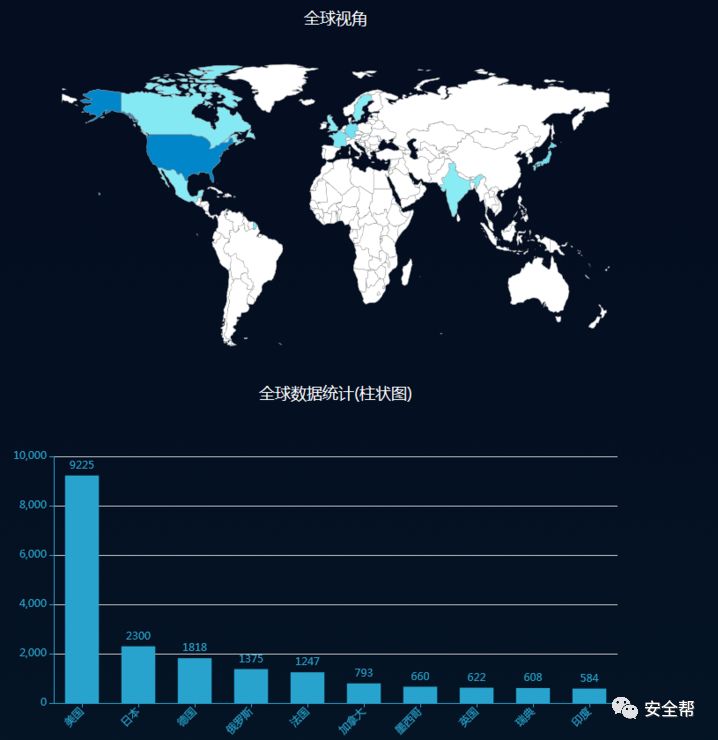 全球视角
全球数据统计(柱状图)
10,000
8,000
6,000
4,000
2,000
0
9225
2300
1818
1375
1247
793
660
622
608
584
美国
日本
德国
俄罗斯
法国
加拿大
墨西哥
英国
瑞典
印度
安全帮